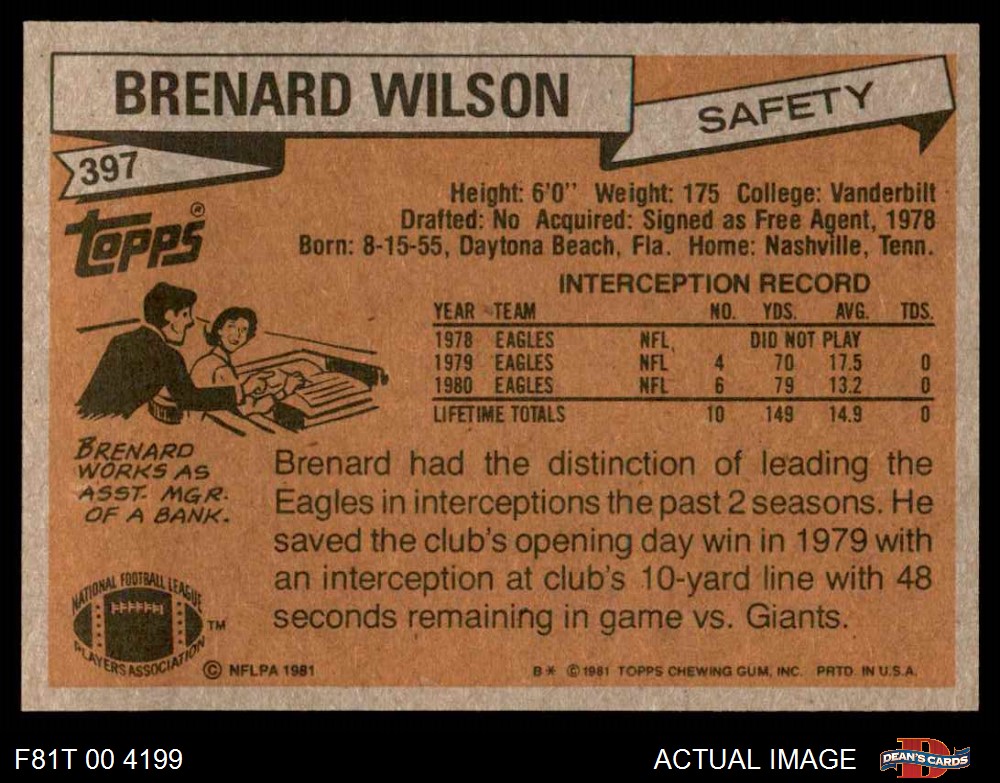 BRENARD WILSON
SAFETY
397
topps®
Height: 6'0'' Weight: 175 College: Vanderbilt
Drafted: No Acquired: Signed as Free Agent, 1978
Born: 8-15-55, Daytona Beach, Fla. Home: Nashville, Tenn.
INTERCEPTION RECORD
YEAR TEAM NO. YDS. AVG. TDS.
1978 EAGLES NFL DID NOT PLAY
1979 EAGLES NFL 4 70 17.5 0
1980 EAGLES NFL 6 79 13.2 0
LIFETIME TOTALS 10 149 14.9 0
BRENARD
WORKS AS
ASST. MGR.
OF A BANK.
Brenard had the distinction of leading the
Eagles in interceptions the past 2 seasons. He
saved the club's opening day win in 1979 with
an interception at club's 10-yard line with 48
seconds remaining in game vs. Giants.
NATIONAL FOOTBALL LEAGUE
PLAYERS ASSOCIATION
TM
© NFLPA 1981
B* © 1981 TOPPS CHEWING GUM, INC. PRTD. IN U.S.A.
F81T 00 4199
ACTUAL IMAGE
D
DEAN'S CARDS